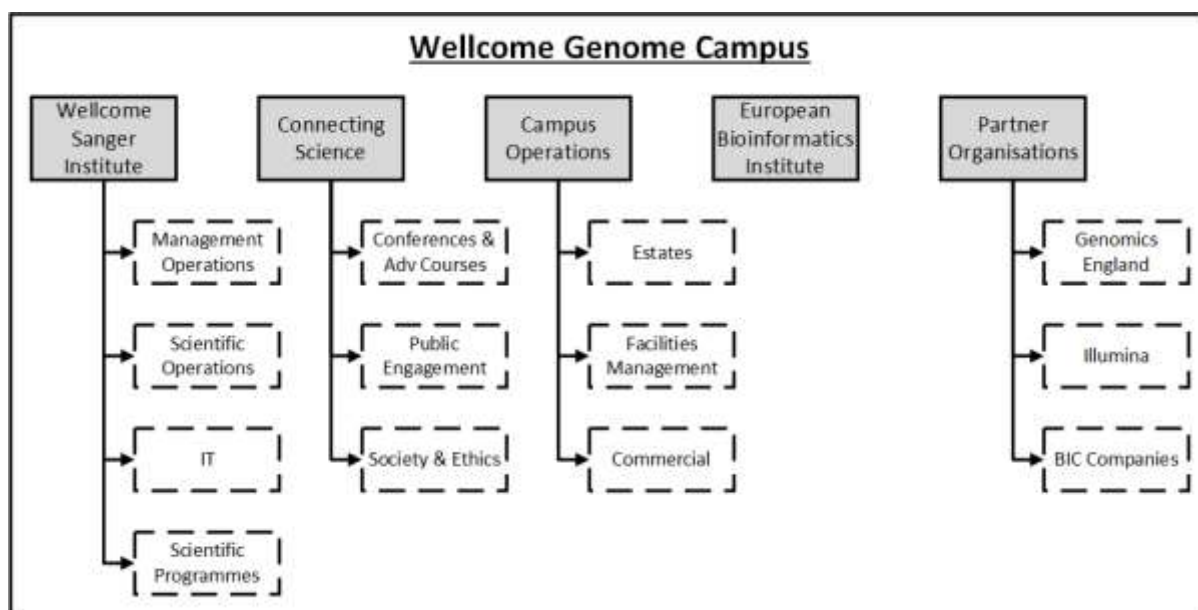 Wellcome Genome Campus
Wellcome
Sanger
Institute
Connecting
Science
Campus
Operations
European
Bioinformatics
Institute
Partner
Organisations
Management
Operations
Conferences &
Adv Courses
Estates
Genomics
England
Scientific
Operations
Public
Engagement
Facilities
Management
Illumina
IT
Society & Ethics
Commercial
BIC Companies
Scientific
Programmes